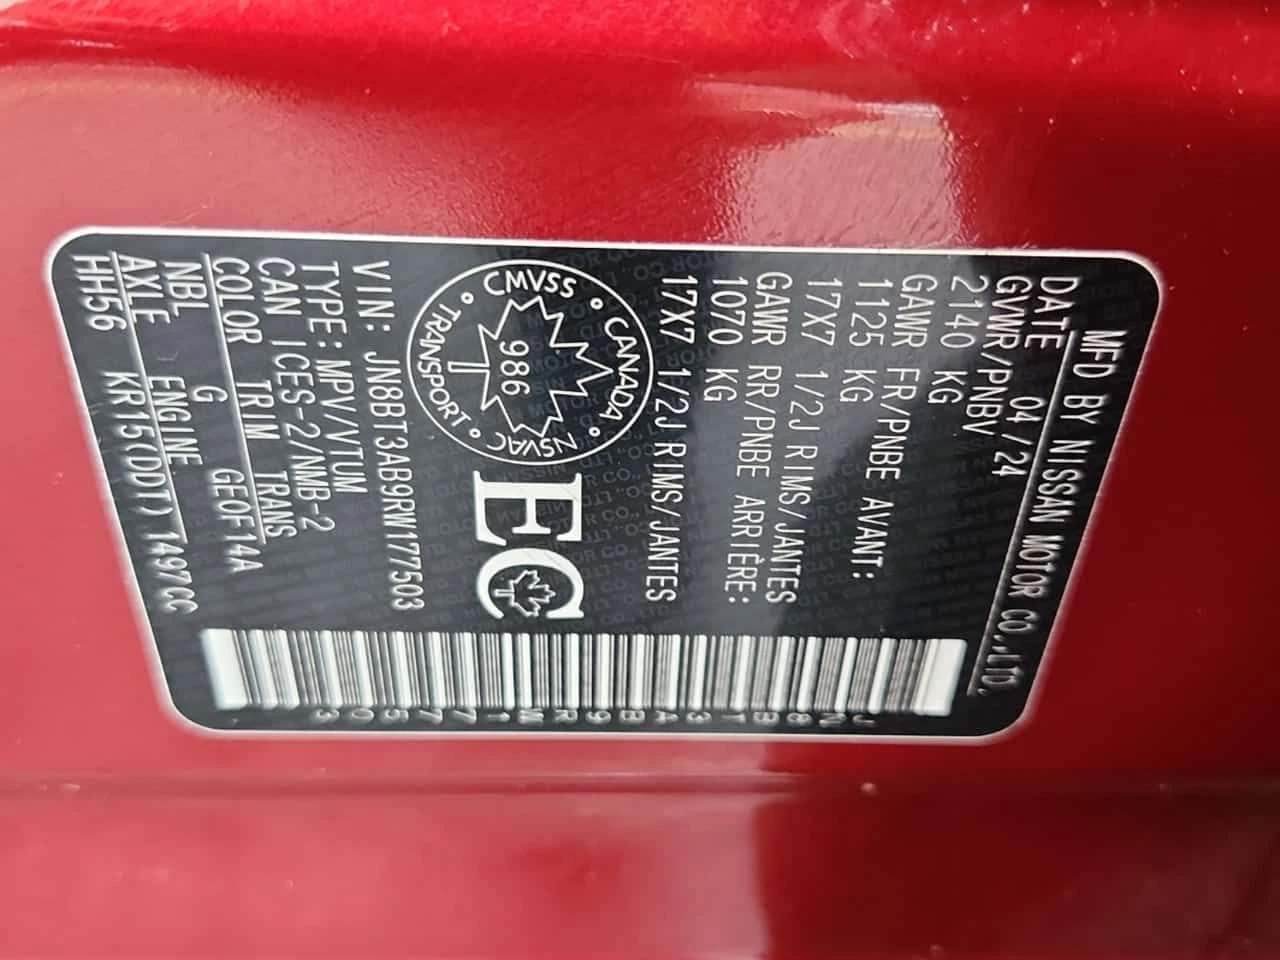 MFD BY NISSAN MOTOR CO.,LTD.
DATE 04/24
GVWR/PNBV
2140 KG
GAWR FR/PNBE AVANT:
1125 KG
17X7 1/2J RIMS/JANTES
GAWR RR/PNBE ARRIÈRE:
1070 KG
17X7 1/2J RIMS/JANTES
CMVSS • CANADA • NSVAC • TRANSPORT •
986
EC
VIN: JN8BT3AB9RW177503
TYPE:MPV/VTUM
CAN ICES-2/NMB-2
COLOR TRIM TRANS
NBL G GE0F14A
AXLE ENGINE
HH56 KR15(DDT) 1497CC
JN8BT3AB9RW177503